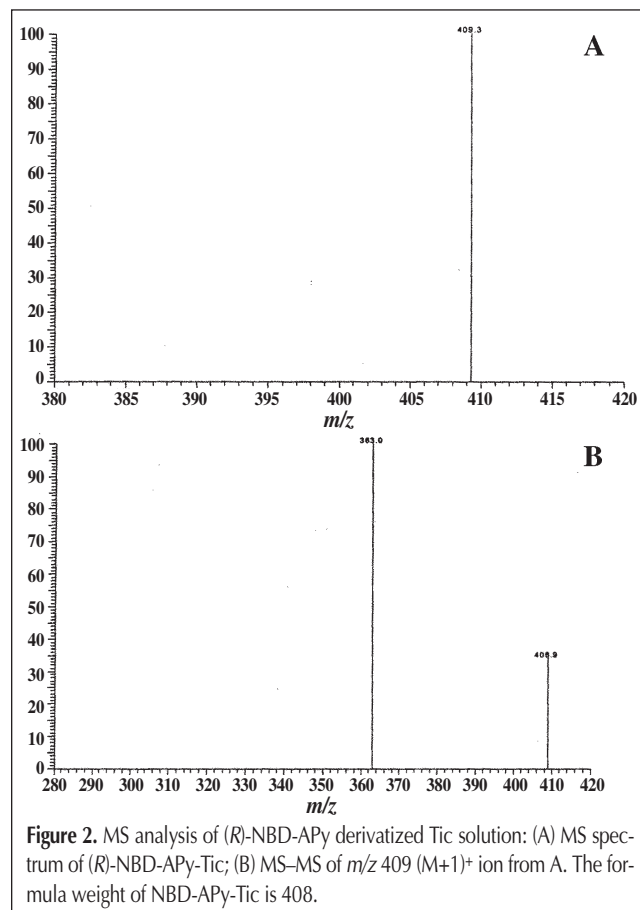 100
409.3
A
90
80
70
60
50
40
30
20
10
0
380 385 390 395 400 405 410 415 420
m/z
100
363.0
B
90
80
70
60
50
40
408.9
30
20
10
0
280 290 300 310 320 330 340 350 360 370 380 390 400 410 420
m/z
Figure 2. MS analysis of (R)-NBD-APy derivatized Tic solution: (A) MS spec-
trum of (R)-NBD-APy-Tic; (B) MS–MS of m/z 409 (M+1)+ ion from A. The for-
mula weight of NBD-APy-Tic is 408.